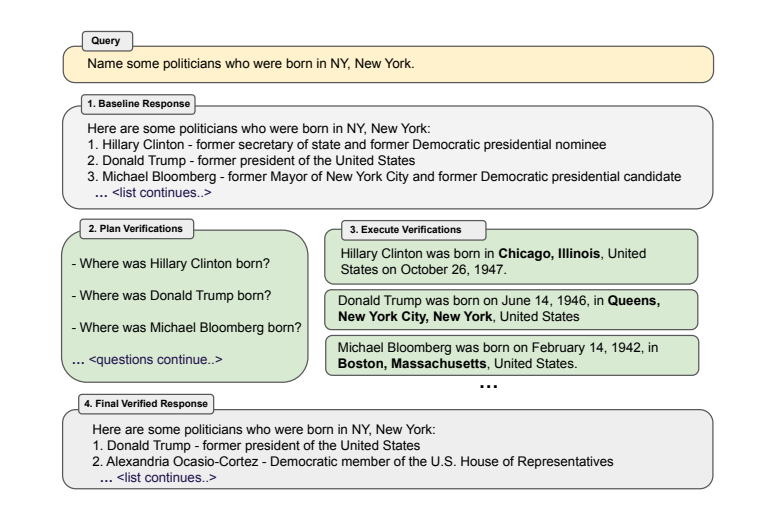 Query
Name some politicians who were born in NY, New York.
1. Baseline Response
Here are some politicians who were born in NY, New York:
1. Hillary Clinton - former secretary of state and former Democratic presidential nominee
2. Donald Trump - former president of the United States
3. Michael Bloomberg - former Mayor of New York City and former Democratic presidential candidate
... <list continues..>
2. Plan Verifications
- Where was Hillary Clinton born?
- Where was Donald Trump born?
- Where was Michael Bloomberg born?
... <questions continue..>
3. Execute Verifications
Hillary Clinton was born in Chicago, Illinois, United
States on October 26, 1947.
Donald Trump was born on June 14, 1946, in Queens,
New York City, New York, United States
Michael Bloomberg was born on February 14, 1942, in
Boston, Massachusetts, United States.
...
4. Final Verified Response
Here are some politicians who were born in NY, New York:
1. Donald Trump - former president of the United States
2. Alexandria Ocasio-Cortez - Democratic member of the U.S. House of Representatives
... <list continues..>